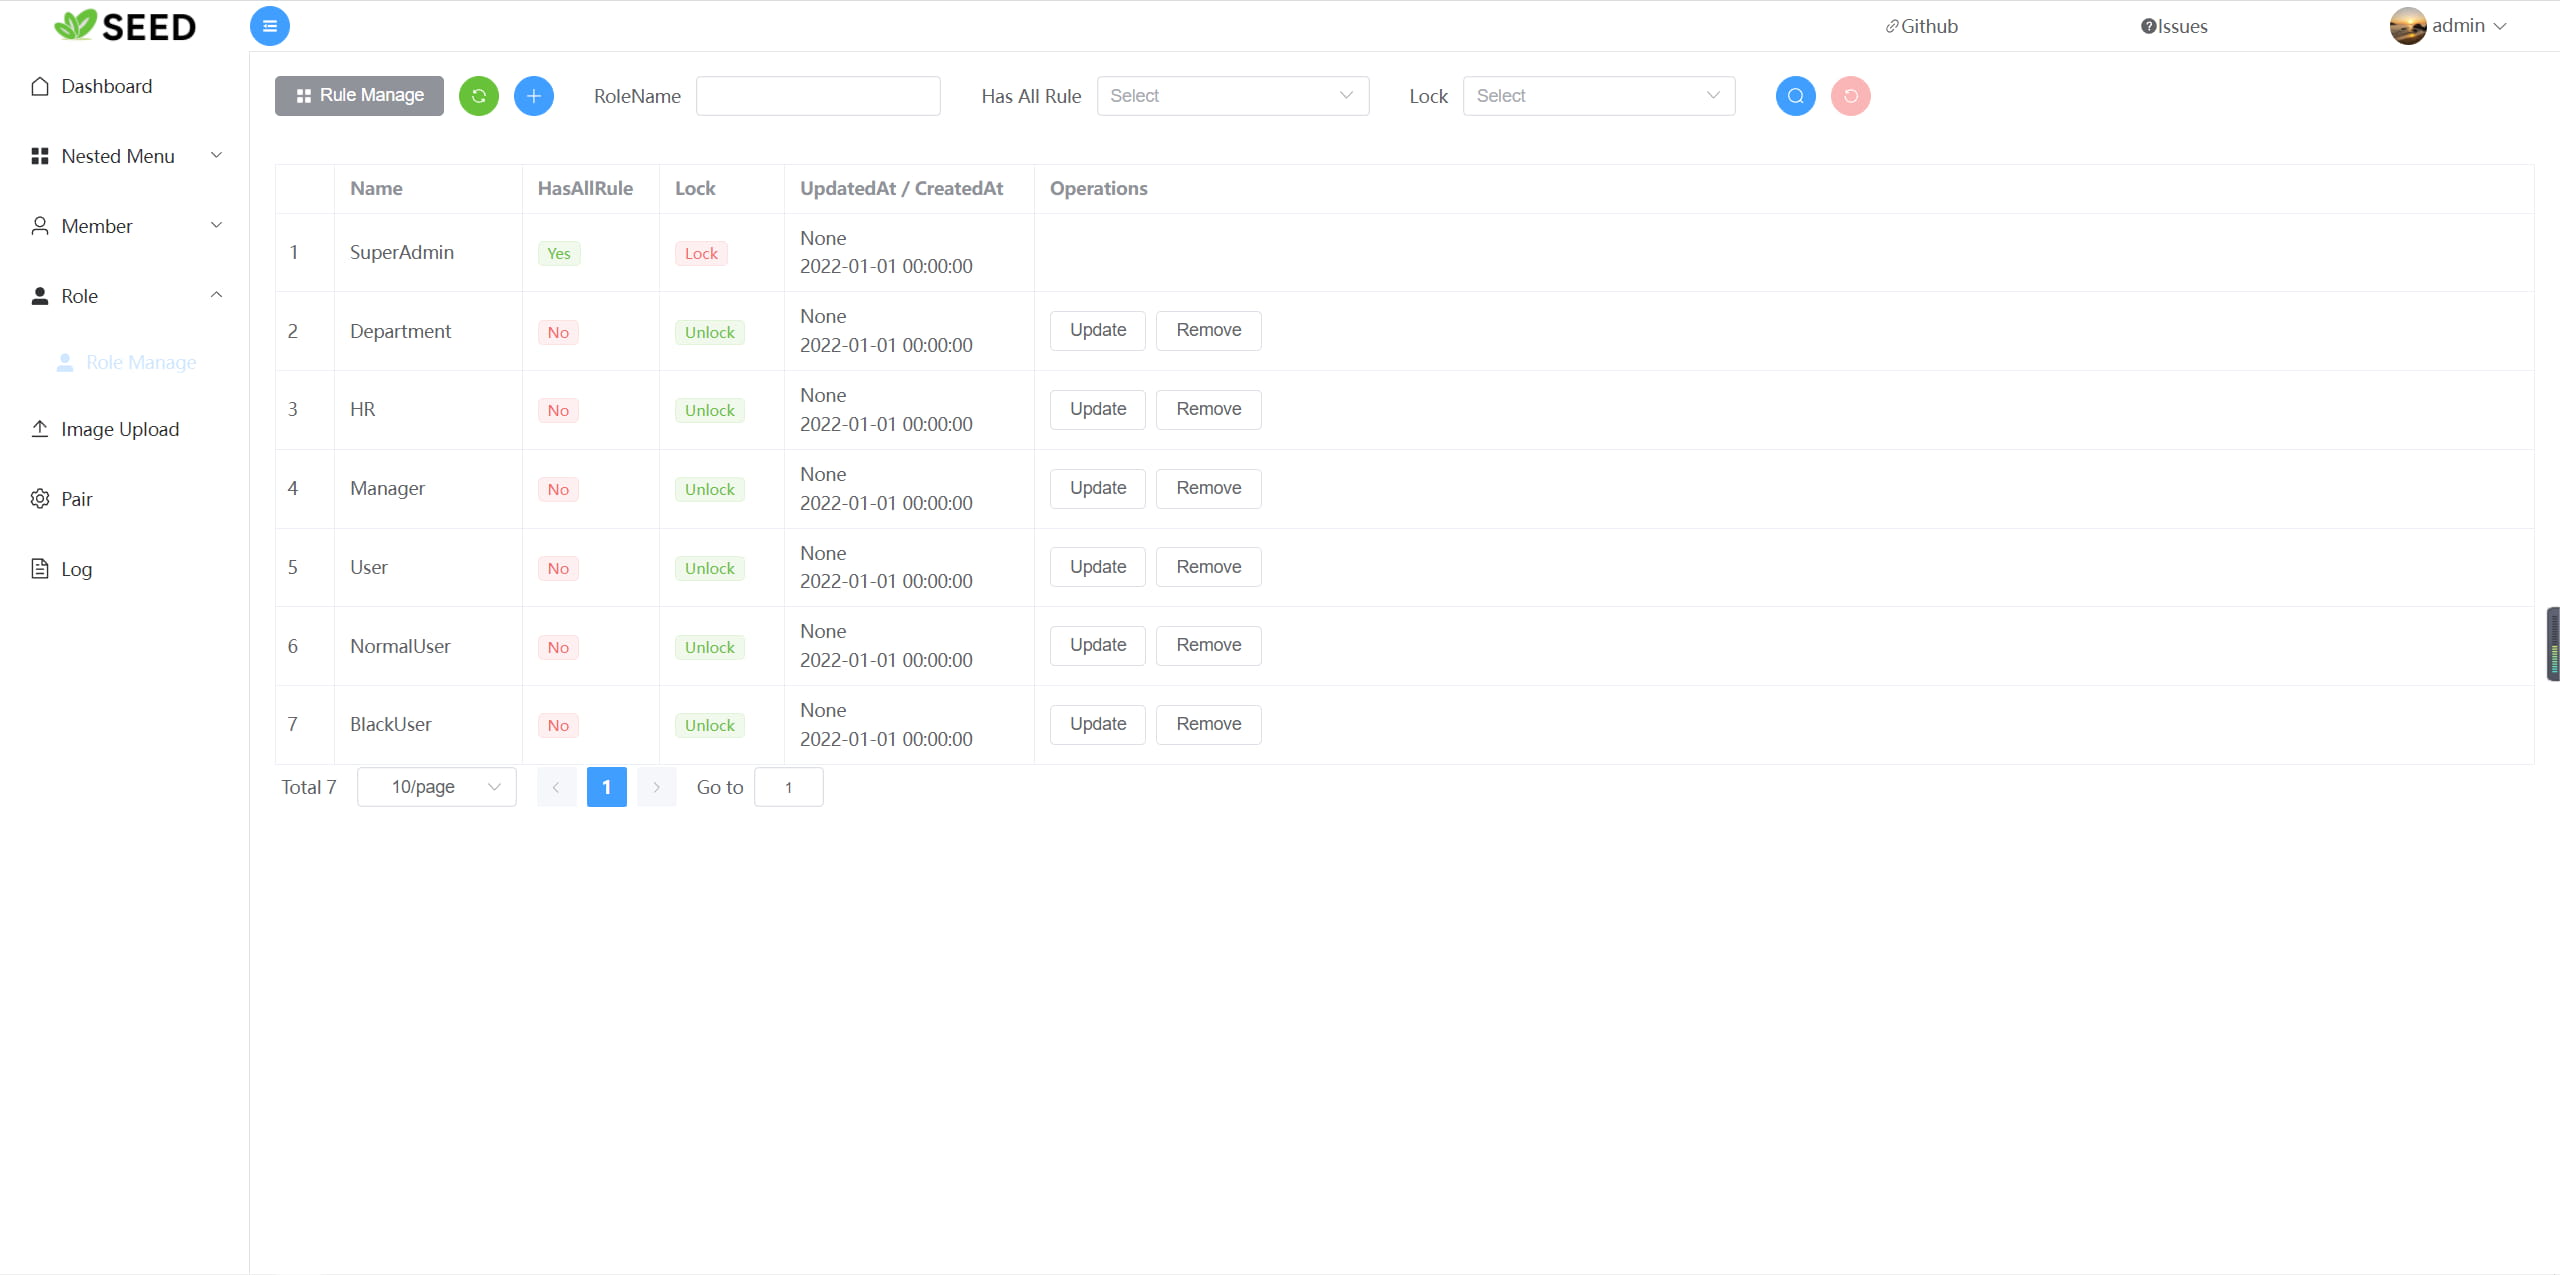 SEED
Github
Issues
admin
Dashboard
Nested Menu
Member
Role
Role Manage
Image Upload
Pair
Log
Rule Manage
RoleName
Has All Rule Select
Lock Select
Name HasAllRule Lock UpdatedAt / CreatedAt Operations
1 SuperAdmin Yes Lock None
2022-01-01 00:00:00
2 Department No Unlock None
2022-01-01 00:00:00
Update Remove
3 HR No Unlock None
2022-01-01 00:00:00
Update Remove
4 Manager No Unlock None
2022-01-01 00:00:00
Update Remove
5 User No Unlock None
2022-01-01 00:00:00
Update Remove
6 NormalUser No Unlock None
2022-01-01 00:00:00
Update Remove
7 BlackUser No Unlock None
2022-01-01 00:00:00
Update Remove
Total 7 10/page 1 Go to 1